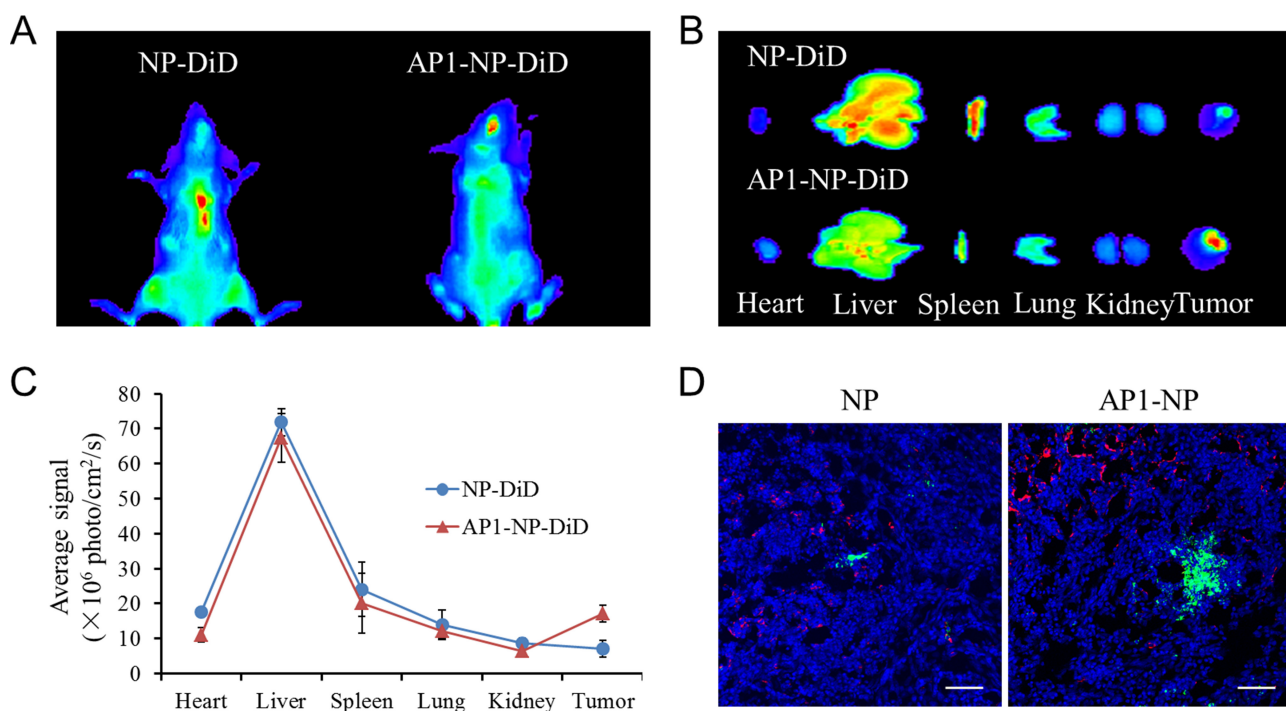 A
NP-DiD
AP1-NP-DiD
B
NP-DiD
AP1-NP-DiD
Heart Liver Spleen Lung Kidney Tumor
C
Average signal
(×10⁶ photo/cm²/s)
80
70
60
50
40
30
20
10
0
NP-DiD
AP1-NP-DiD
Heart Liver Spleen Lung Kidney Tumor
D
NP
AP1-NP